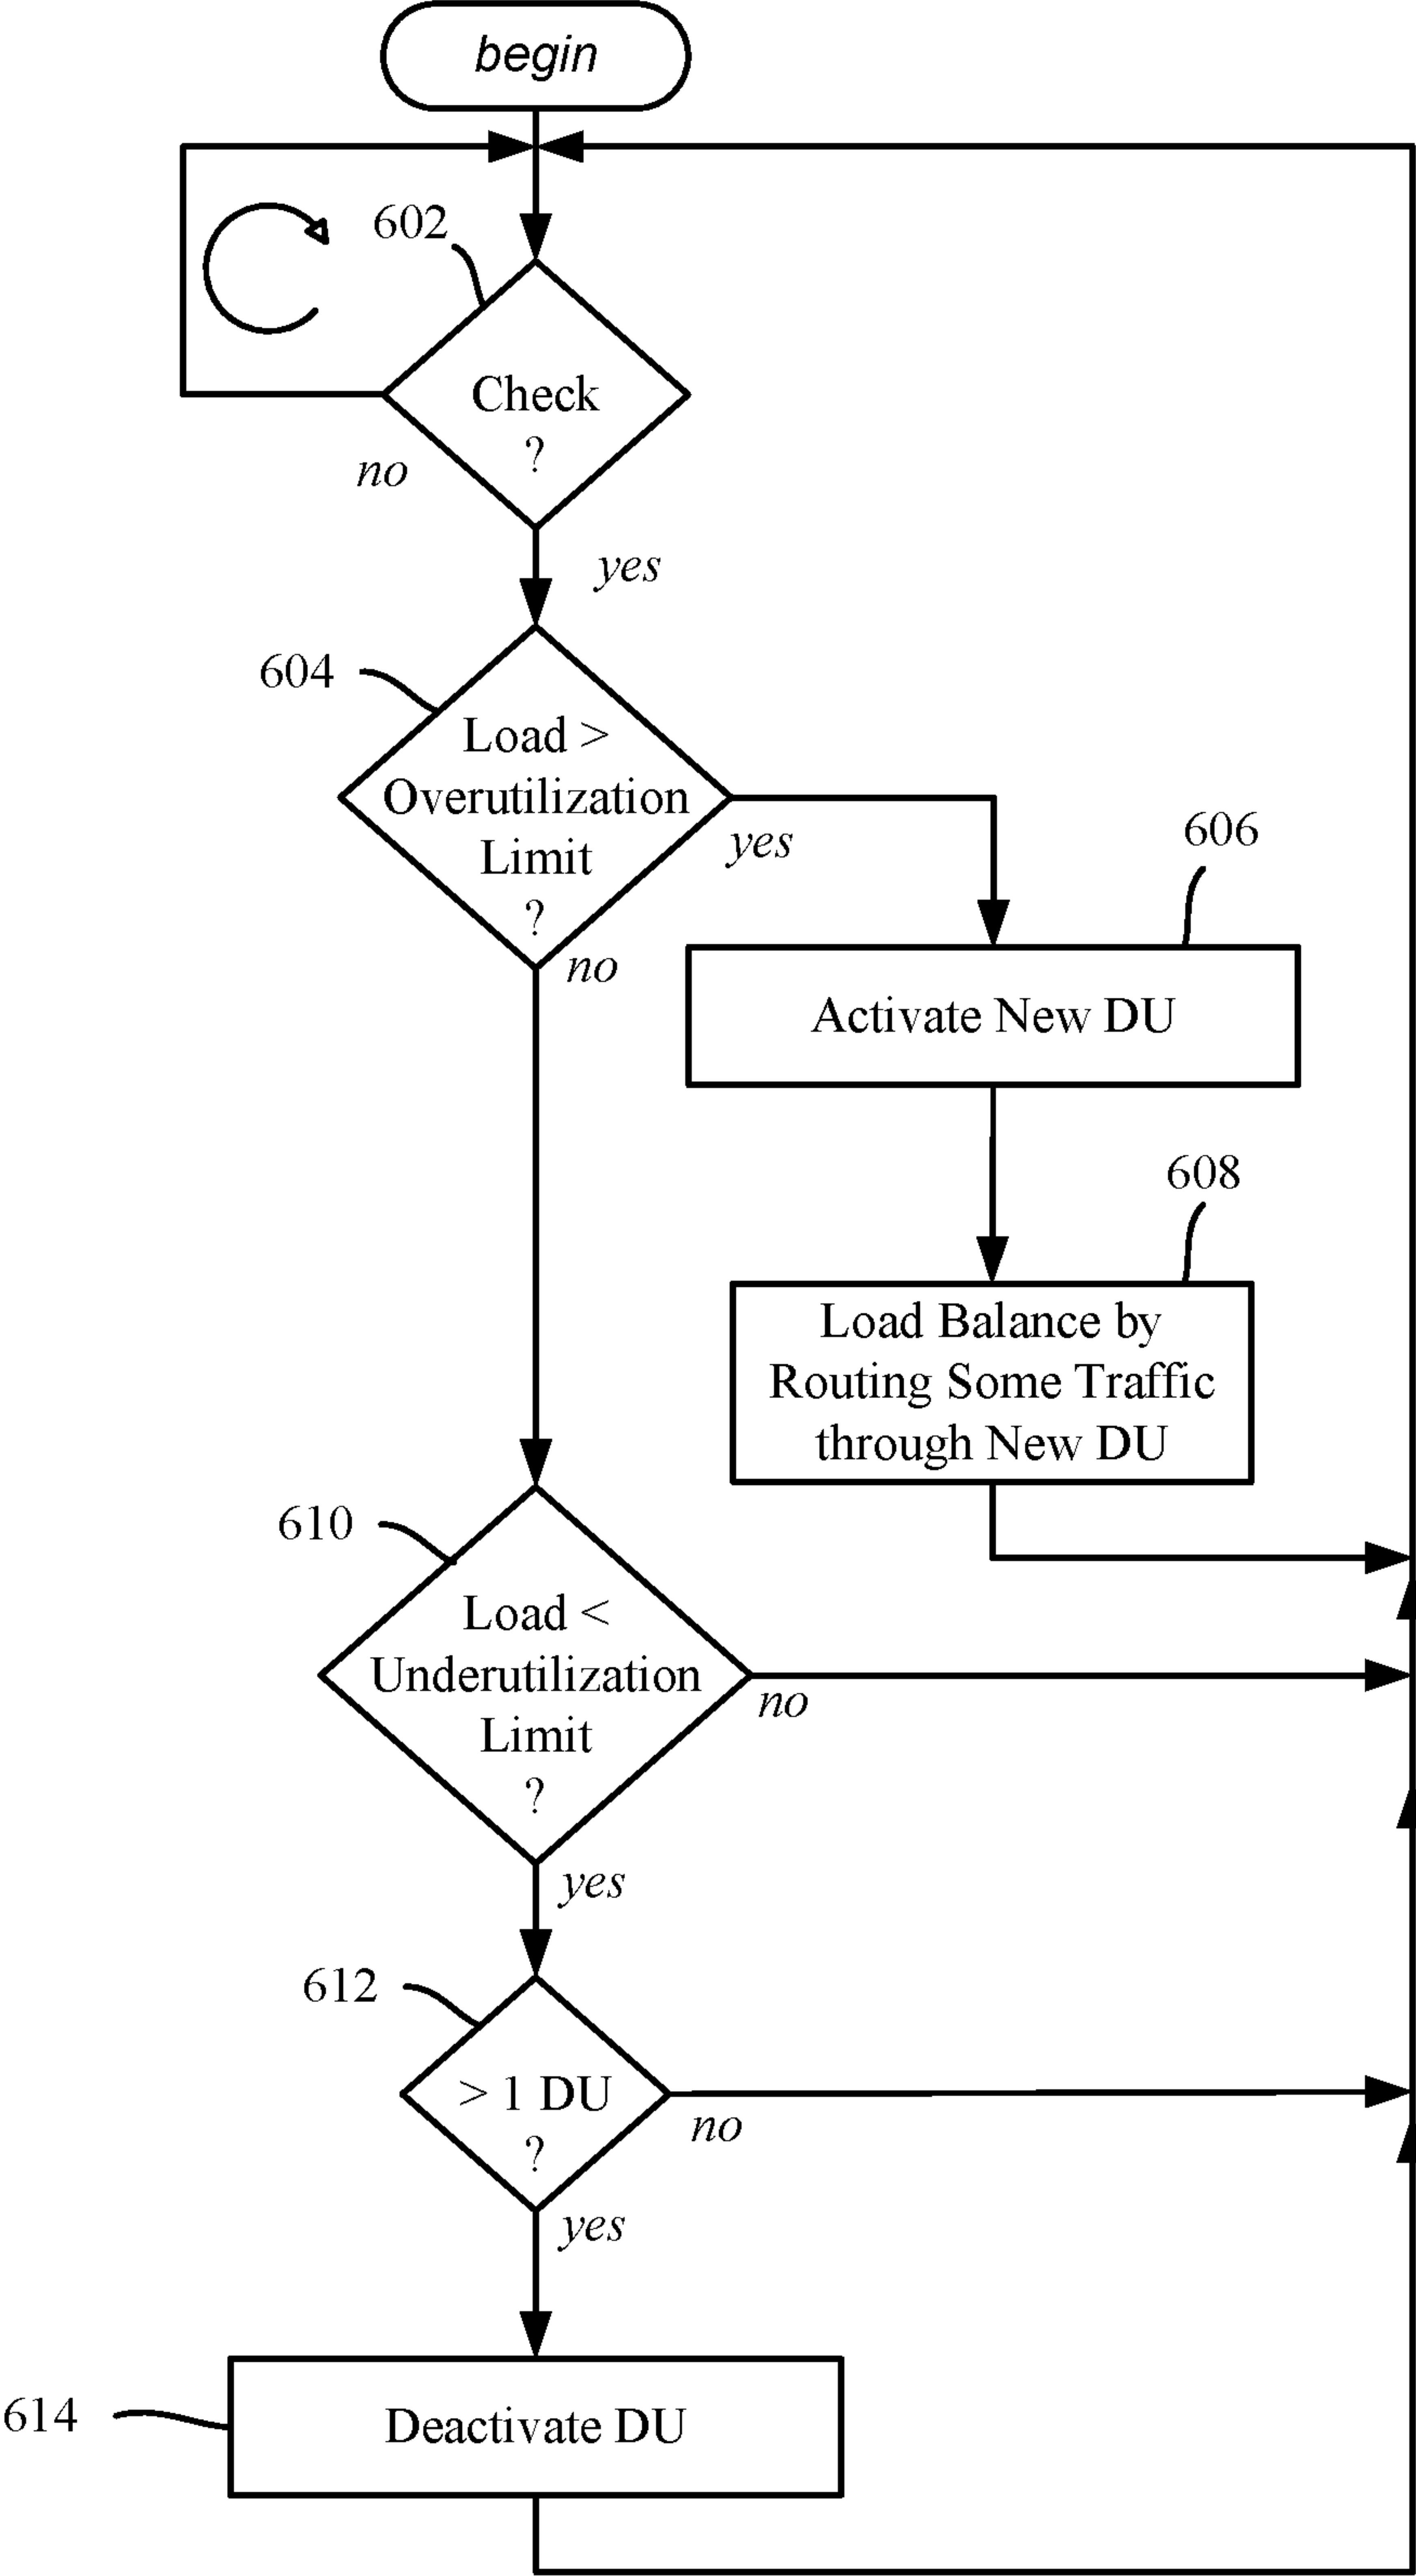 begin
602
Check
?
no
yes
604
Load >
Overutilization
Limit
?
yes
no
606
Activate New DU
608
Load Balance by
Routing Some Traffic
through New DU
610
Load <
Underutilization
Limit
?
no
yes
612
> 1 DU
?
no
yes
614
Deactivate DU